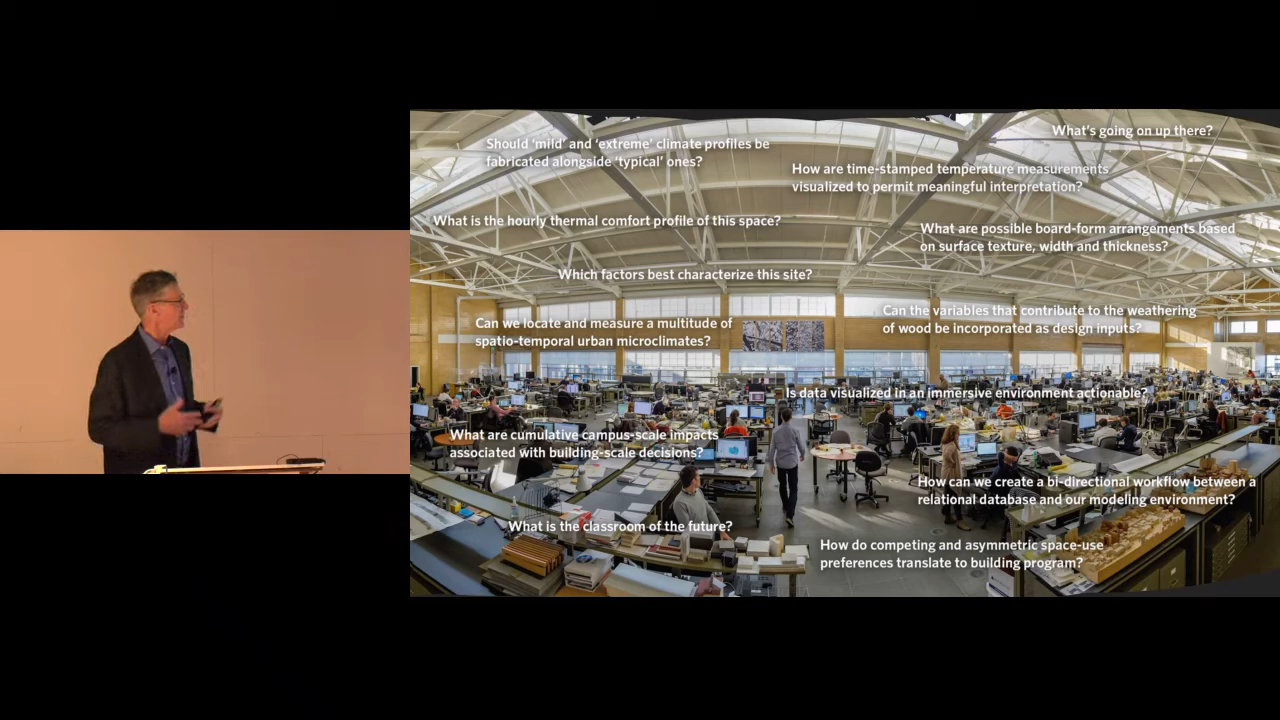 What's going on up there?
Should 'mild' and 'extreme' climate profiles be
fabricated alongside 'typical' ones?
How are time-stamped temperature measurements
visualized to permit meaningful interpretation?
What is the hourly thermal comfort profile of this space?
What are possible board-form arrangements based
on surface texture, width and thickness?
Which factors best characterize this site?
Can the variables that contribute to the weathering
of wood be incorporated as design inputs?
Can we locate and measure a multitude of
spatio-temporal urban microclimates?
Is data visualized in an immersive environment actionable?
What are cumulative campus-scale impacts
associated with building-scale decisions?
How can we create a bi-directional workflow between a
relational database and our modeling environment?
What is the classroom of the future?
How do competing and asymmetric space-use
preferences translate to building program?